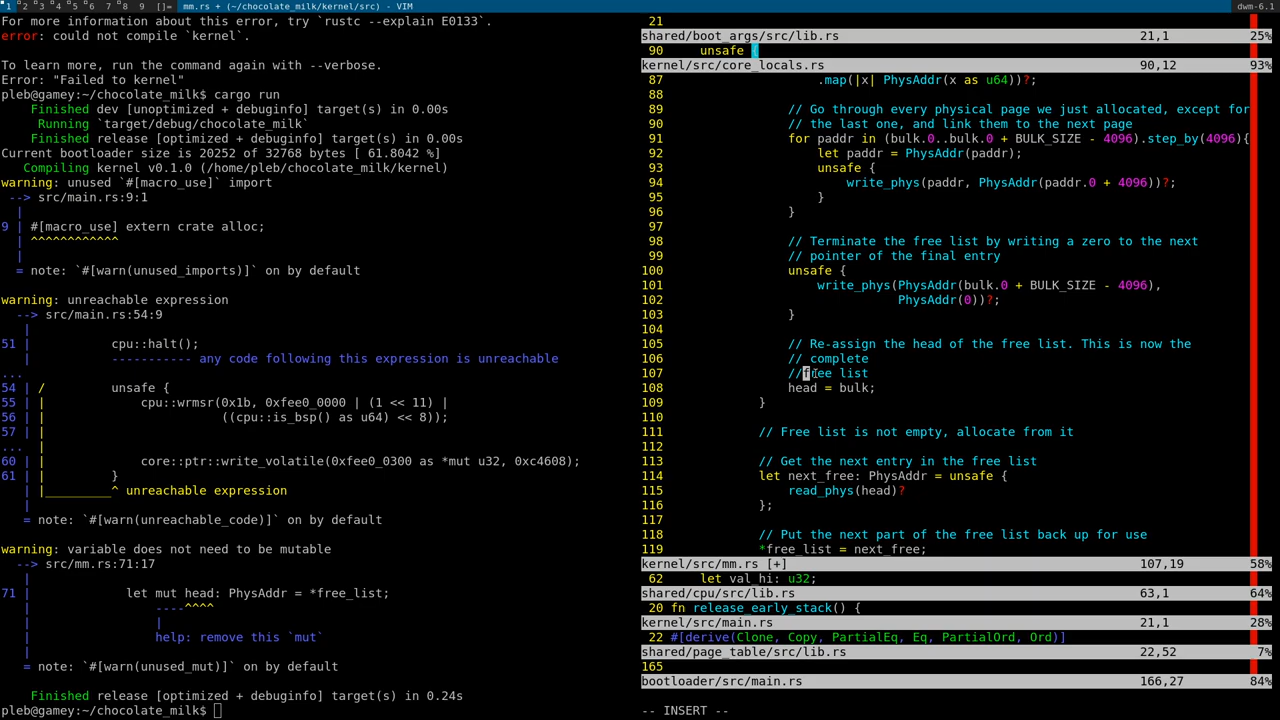 1 2 3 4 5 6 7 8 9 []= mm.rs + (~/chocolate_milk/kernel/src) - VIM dwm-6.1
For more information about this error, try `rustc --explain E0133`.
error: could not compile `kernel`.
To learn more, run the command again with --verbose.
Error: "Failed to kernel"
pleb@gamey:~/chocolate_milk$ cargo run
Finished dev [unoptimized + debuginfo] target(s) in 0.00s
Running `target/debug/chocolate_milk`
Finished release [optimized + debuginfo] target(s) in 0.00s
Current bootloader size is 20252 of 32768 bytes [ 61.8042 %]
Compiling kernel v0.1.0 (/home/pleb/chocolate_milk/kernel)
warning: unused `#[macro_use]` import
--> src/main.rs:9:1
|
9 | #[macro_use] extern crate alloc;
| ^^^^^^^^^^^^
|
= note: `#[warn(unused_imports)]` on by default
warning: unreachable expression
--> src/main.rs:54:9
|
51 | cpu::halt();
| ----------- any code following this expression is unreachable
...
54 | / unsafe {
55 | | cpu::wrmsr(0x1b, 0xfee0_0000 | (1 << 11) |
56 | | ((cpu::is_bsp() as u64) << 8));
57 | |
... |
60 | | core::ptr::write_volatile(0xfee0_0300 as *mut u32, 0xc4608);
61 | | }
| |_________^ unreachable expression
|
= note: `#[warn(unreachable_code)]` on by default
warning: variable does not need to be mutable
--> src/mm.rs:71:17
|
71 | let mut head: PhysAddr = *free_list;
| ----^^^^
| |
| help: remove this `mut`
|
= note: `#[warn(unused_mut)]` on by default
Finished release [optimized + debuginfo] target(s) in 0.24s
pleb@gamey:~/chocolate_milk$
21
shared/boot_args/src/lib.rs 21,1 25%
90 unsafe {
kernel/src/core_locals.rs 90,12 93%
87 .map(|x| PhysAddr(x as u64))?;
88
89 // Go through every physical page we just allocated, except for
90 // the last one, and link them to the next page
91 for paddr in (bulk.0..bulk.0 + BULK_SIZE - 4096).step_by(4096){
92 let paddr = PhysAddr(paddr);
93 unsafe {
94 write_phys(paddr, PhysAddr(paddr.0 + 4096))?;
95 }
96 }
97
98 // Terminate the free list by writing a zero to the next
99 // pointer of the final entry
100 unsafe {
101 write_phys(PhysAddr(bulk.0 + BULK_SIZE - 4096),
102 PhysAddr(0))?;
103 }
104
105 // Re-assign the head of the free list. This is now the
106 // complete
107 //free list
108 head = bulk;
109 }
110
111 // Free list is not empty, allocate from it
112
113 // Get the next entry in the free list
114 let next_free: PhysAddr = unsafe {
115 read_phys(head)?
116 };
117
118 // Put the next part of the free list back up for use
119 *free_list = next_free;
kernel/src/mm.rs [+] 107,19 58%
62 let val_hi: u32;
shared/cpu/src/lib.rs 63,1 64%
20 fn release_early_stack() {
kernel/src/main.rs 21,1 28%
22 #[derive(Clone, Copy, PartialEq, Eq, PartialOrd, Ord)]
shared/page_table/src/lib.rs 22,52 7%
165
bootloader/src/main.rs 166,27 84%
-- INSERT --